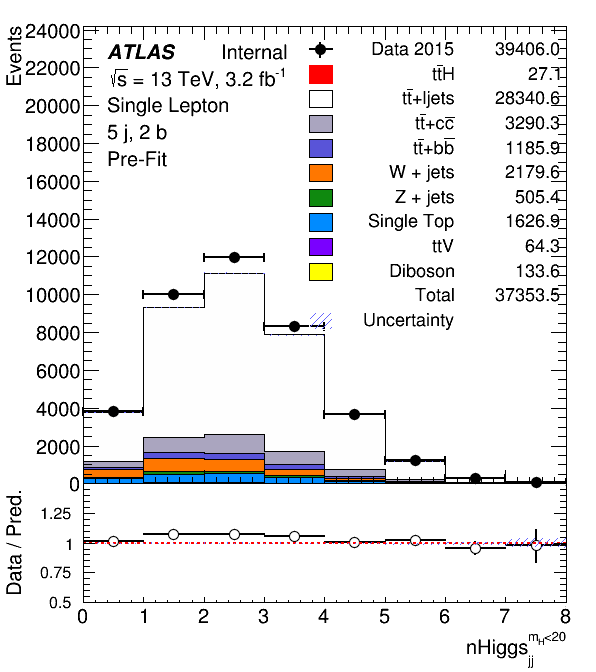 Events
24000
22000
20000
18000
16000
14000
12000
10000
8000
6000
4000
2000
0
ATLAS Internal
√s = 13 TeV, 3.2 fb⁻¹
Single Lepton
5 j, 2 b
Pre-Fit
Data 2015 39406.0
tt̄H 27.1
tt̄+ljets 28340.6
tt̄+cc̄ 3290.3
tt̄+bb̄ 1185.9
W + jets 2179.6
Z + jets 505.4
Single Top 1626.9
ttV 64.3
Diboson 133.6
Total 37353.5
Uncertainty
Data / Pred.
1.25
1
0.75
0.5
0 1 2 3 4 5 6 7 8
nHiggs_jj^{m_H<20}